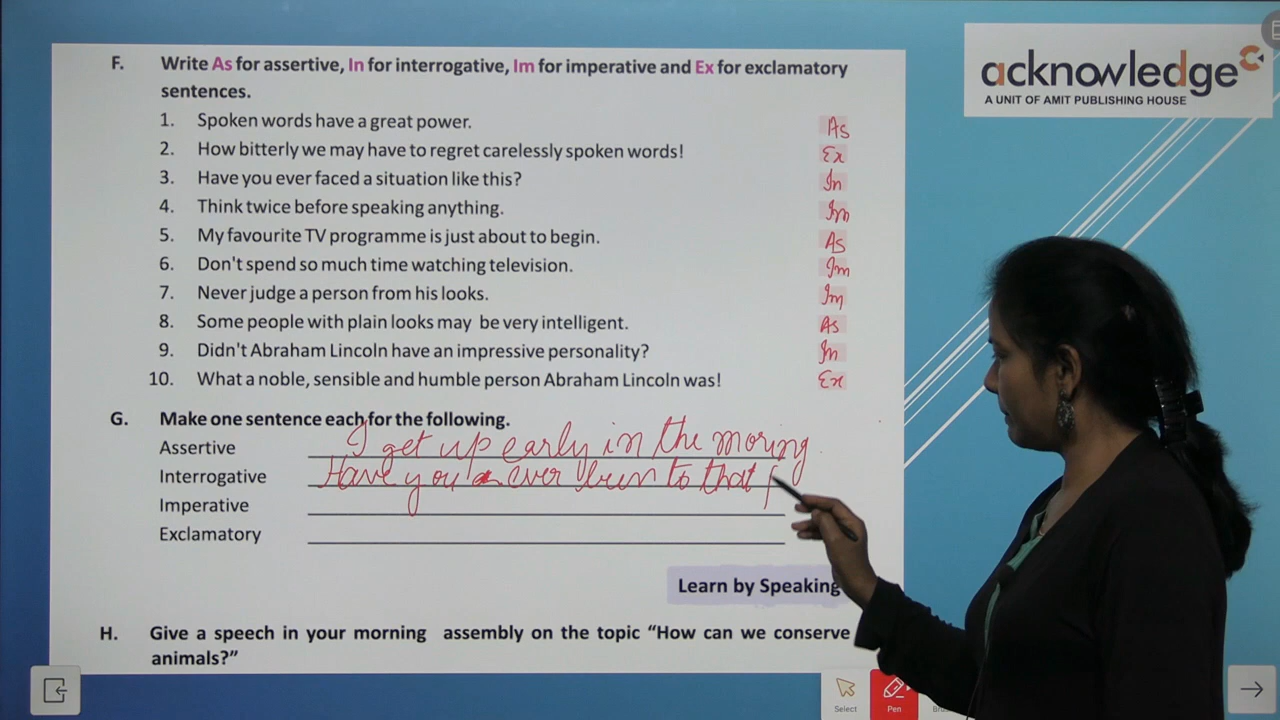 acknowledge
A UNIT OF AMIT PUBLISHING HOUSE
F. Write As for assertive, In for interrogative, Im for imperative and Ex for exclamatory
sentences.
1. Spoken words have a great power. As
2. How bitterly we may have to regret carelessly spoken words! Ex
3. Have you ever faced a situation like this? In
4. Think twice before speaking anything. Im
5. My favourite TV programme is just about to begin. As
6. Don't spend so much time watching television. Im
7. Never judge a person from his looks. Im
8. Some people with plain looks may be very intelligent. As
9. Didn't Abraham Lincoln have an impressive personality? In
10. What a noble, sensible and humble person Abraham Lincoln was! Ex
G. Make one sentence each for the following.
Assertive I get up early in the moring
Interrogative Have you ever been to that
Imperative
Exclamatory
Learn by Speaking
H. Give a speech in your morning assembly on the topic “How can we conserve
animals?”
Select Pen